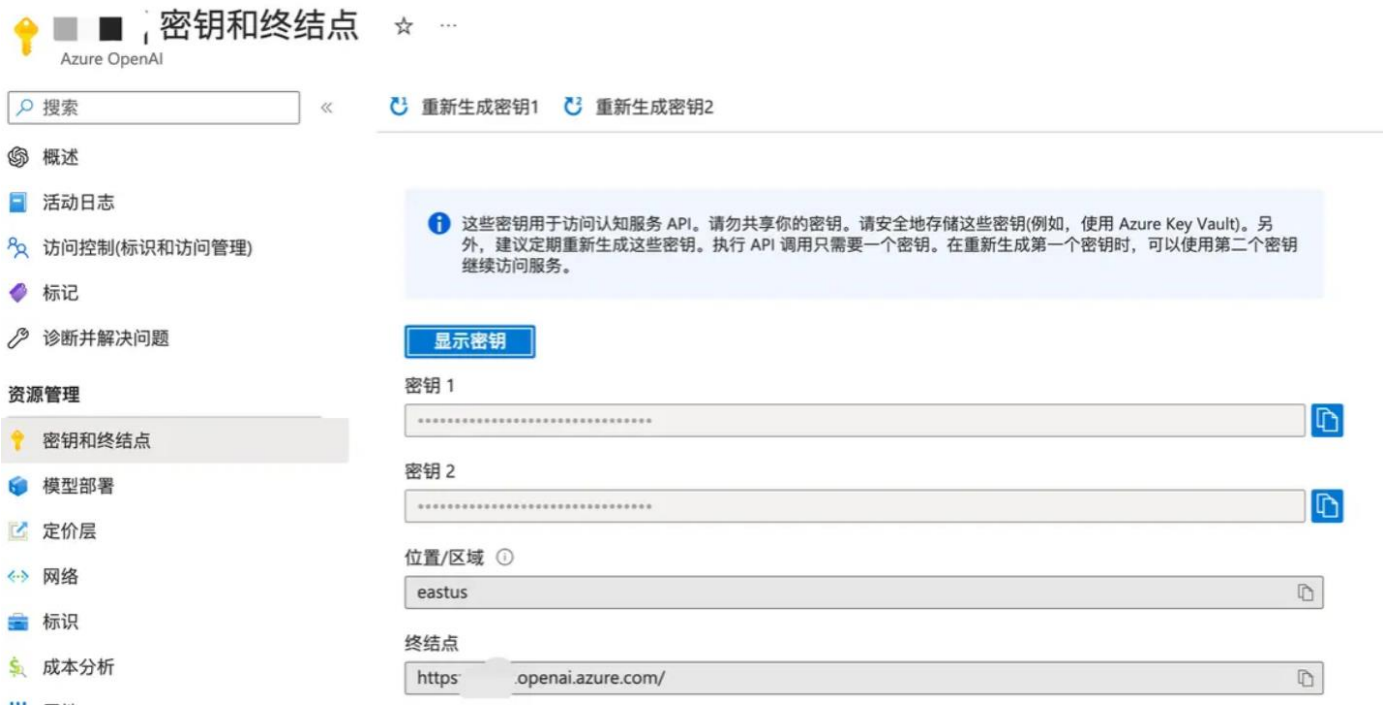 密钥和终结点
Azure OpenAI
搜索
概述
活动日志
访问控制(标识和访问管理)
标记
诊断并解决问题
资源管理
密钥和终结点
模型部署
定价层
网络
标识
成本分析
重新生成密钥1 重新生成密钥2
这些密钥用于访问认知服务 API。请勿共享你的密钥。请安全地存储这些密钥(例如，使用 Azure Key Vault)。另
外，建议定期重新生成这些密钥。执行 API 调用只需要一个密钥。在重新生成第一个密钥时，可以使用第二个密钥
继续访问服务。
显示密钥
密钥 1
••••••••••••••••••••••••••••••••
密钥 2
••••••••••••••••••••••••••••••••
位置/区域
eastus
终结点
https .openai.azure.com/